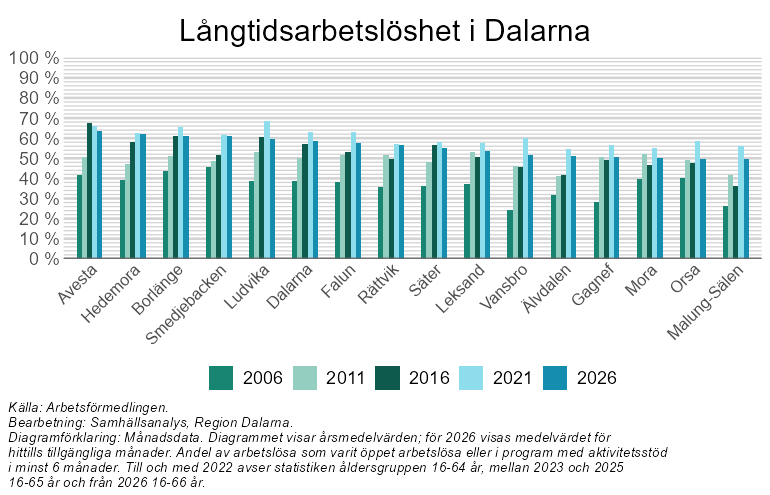 Långtidsarbetslöshet i Dalarna
100 %
90 %
80 %
70 %
60 %
50 %
40 %
30 %
20 %
10 %
0 %
Avesta
Hedemora
Borlänge
Smedjebacken
Ludvika
Dalarna
Falun
Rättvik
Säter
Leksand
Vansbro
Älvdalen
Gagnef
Mora
Orsa
Malung-Sälen
2006 2011 2016 2021 2026
Källa: Arbetsförmedlingen.
Bearbetning: Samhällsanalys, Region Dalarna.
Diagramförklaring: Månadsdata. Diagrammet visar årsmedelvärden; för 2026 visas medelvärdet för
hittills tillgängliga månader. Andel av arbetslösa som varit öppet arbetslösa eller i program med aktivitetsstöd
i minst 6 månader. Till och med 2022 avser statistiken åldersgruppen 16-64 år, mellan 2023 och 2025
16-65 år och från 2026 16-66 år.